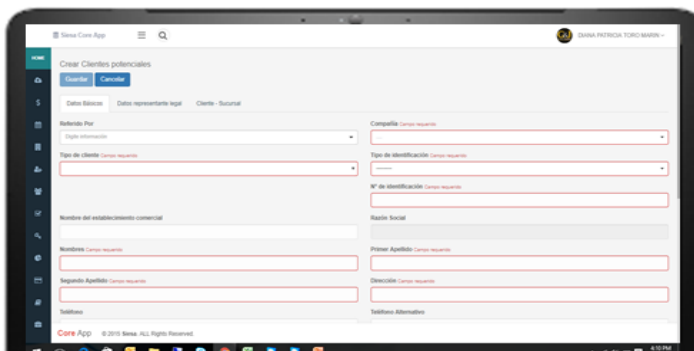 Siesa Core App
DIANA PATRICIA TORO MARIN
HOME
Crear Clientes potenciales
Guardar Cancelar
Datos Básicos Datos representante legal Cliente - Sucursal
Referido Por Compañía Campo requerido
Digite información
Tipo de cliente Campo requerido Tipo de identificación Campo requerido
---------
N° de identificación Campo requerido
Nombre del establecimiento comercial Razón Social
Nombres Campo requerido Primer Apellido Campo requerido
Segundo Apellido Campo requerido Dirección Campo requerido
Teléfono Teléfono Alternativo
Core App © 2015 Siesa. ALL Rights Reserved.
4:10 PM